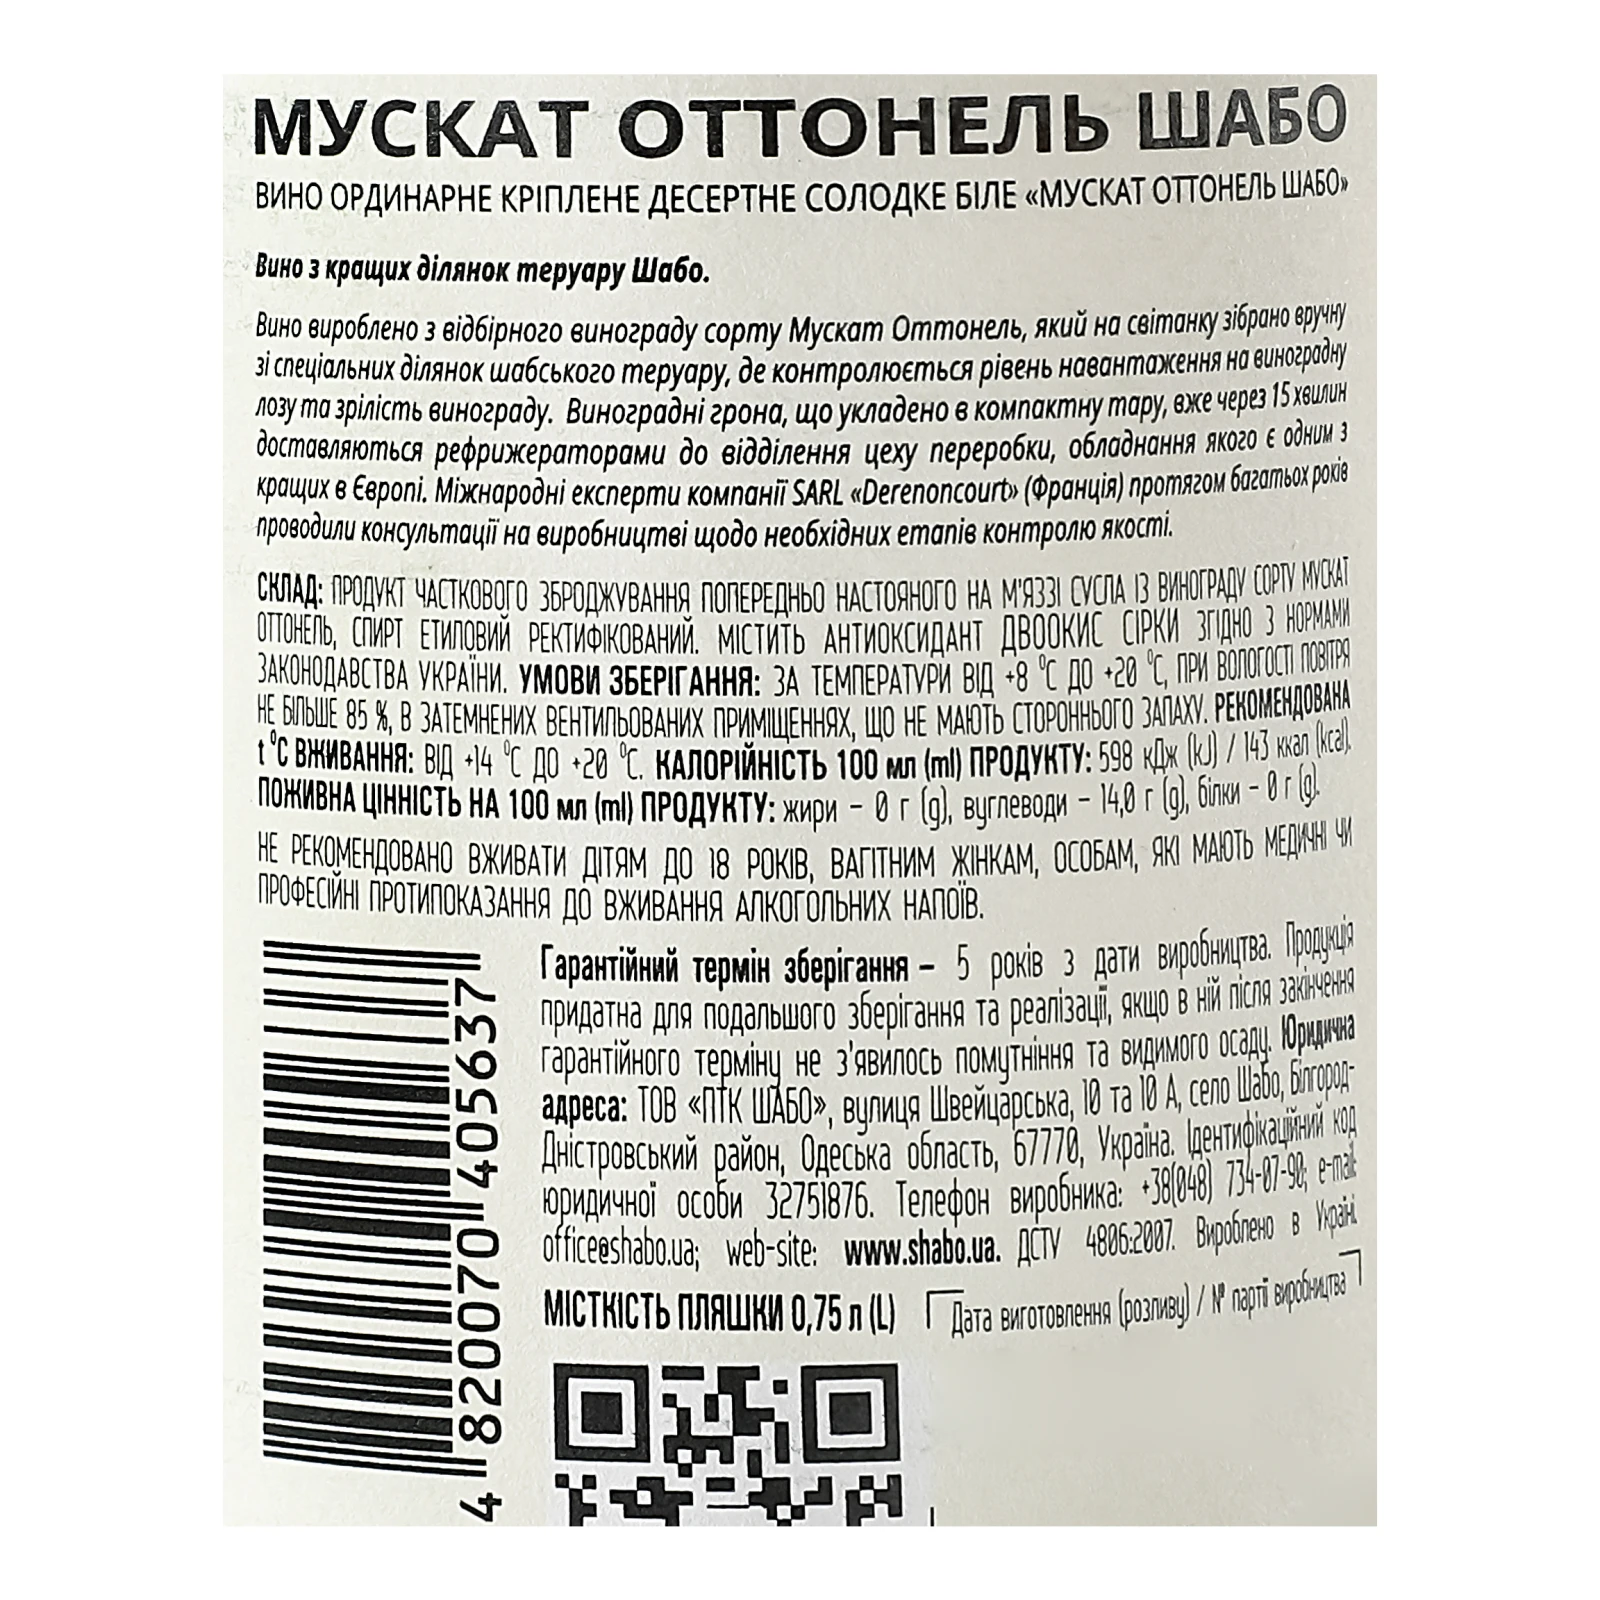 МУСКАТ ОТТОНЕЛЬ ШАБО
ВИНО ОРДИНАРНЕ КРІПЛЕНЕ ДЕСЕРТНЕ СОЛОДКЕ БІЛЕ «МУСКАТ ОТТОНЕЛЬ ШАБО»
Вино з кращих ділянок теруару Шабо.
Вино вироблено з відбірного винограду сорту Мускат Оттонель, який на світанку зібрано вручну
зі спеціальних ділянок шабського теруару, де контролюється рівень навантаження на виноградну
лозу та зрілість винограду. Виноградні грона, що укладено в компактну тару, вже через 15 хвилин
доставляються рефрижераторами до відділення цеху переробки, обладнання якого є одним з
кращих в Європі. Міжнародні експерти компанії SARL «Derenoncourt» (Франція) протягом багатьох років
проводили консультації на виробництві щодо необхідних етапів контролю якості.
СКЛАД: ПРОДУКТ ЧАСТКОВОГО ЗБРОДЖУВАННЯ ПОПЕРЕДНЬО НАСТОЯНОГО НА М'ЯЗЗІ СУСЛА ІЗ ВИНОГРАДУ СОРТУ МУСКАТ
ОТТОНЕЛЬ, СПИРТ ЕТИЛОВИЙ РЕКТИФІКОВАНИЙ. МІСТИТЬ АНТИОКСИДАНТ ДВООКИС СІРКИ ЗГІДНО З НОРМАМИ
ЗАКОНОДАВСТВА УКРАЇНИ. УМОВИ ЗБЕРІГАННЯ: ЗА ТЕМПЕРАТУРИ ВІД +8 °С ДО +20 °С, ПРИ ВОЛОГОСТІ ПОВІТРЯ
НЕ БІЛЬШЕ 85 %, В ЗАТЕМНЕНИХ ВЕНТИЛЬОВАНИХ ПРИМІЩЕННЯХ, ЩО НЕ МАЮТЬ СТОРОННЬОГО ЗАПАХУ. РЕКОМЕНДОВАНА
t °С ВЖИВАННЯ: ВІД +14 °С ДО +20 °С. КАЛОРІЙНІСТЬ 100 мл (ml) ПРОДУКТУ: 598 кДж (kJ) / 143 ккал (kcal).
ПОЖИВНА ЦІННІСТЬ НА 100 мл (ml) ПРОДУКТУ: жири – 0 г (g), вуглеводи – 14,0 г (g), білки – 0 г (g).
НЕ РЕКОМЕНДОВАНО ВЖИВАТИ ДІТЯМ ДО 18 РОКІВ, ВАГІТНИМ ЖІНКАМ, ОСОБАМ, ЯКІ МАЮТЬ МЕДИЧНІ ЧИ
ПРОФЕСІЙНІ ПРОТИПОКАЗАННЯ ДО ВЖИВАННЯ АЛКОГОЛЬНИХ НАПОЇВ.
Гарантійний термін зберігання – 5 років з дати виробництва. Продукція
придатна для подальшого зберігання та реалізації, якщо в ній після закінчення
гарантійного терміну не з'явилось помутніння та видимого осаду. Юридична
адреса: ТОВ «ПТК ШАБО», вулиця Швейцарська, 10 та 10 А, село Шабо, Білгород-
Дністровський район, Одеська область, 67770, Україна. Ідентифікаційний код
юридичної особи 32751876. Телефон виробника: +38(048) 734-07-90; e-mail:
office@shabo.ua; web-site: www.shabo.ua. ДСТУ 4806:2007. Вироблено в Україні.
МІСТКІСТЬ ПЛЯШКИ 0,75 л (L)
Дата виготовлення (розливу) / № партії виробництва
4 820070 405637